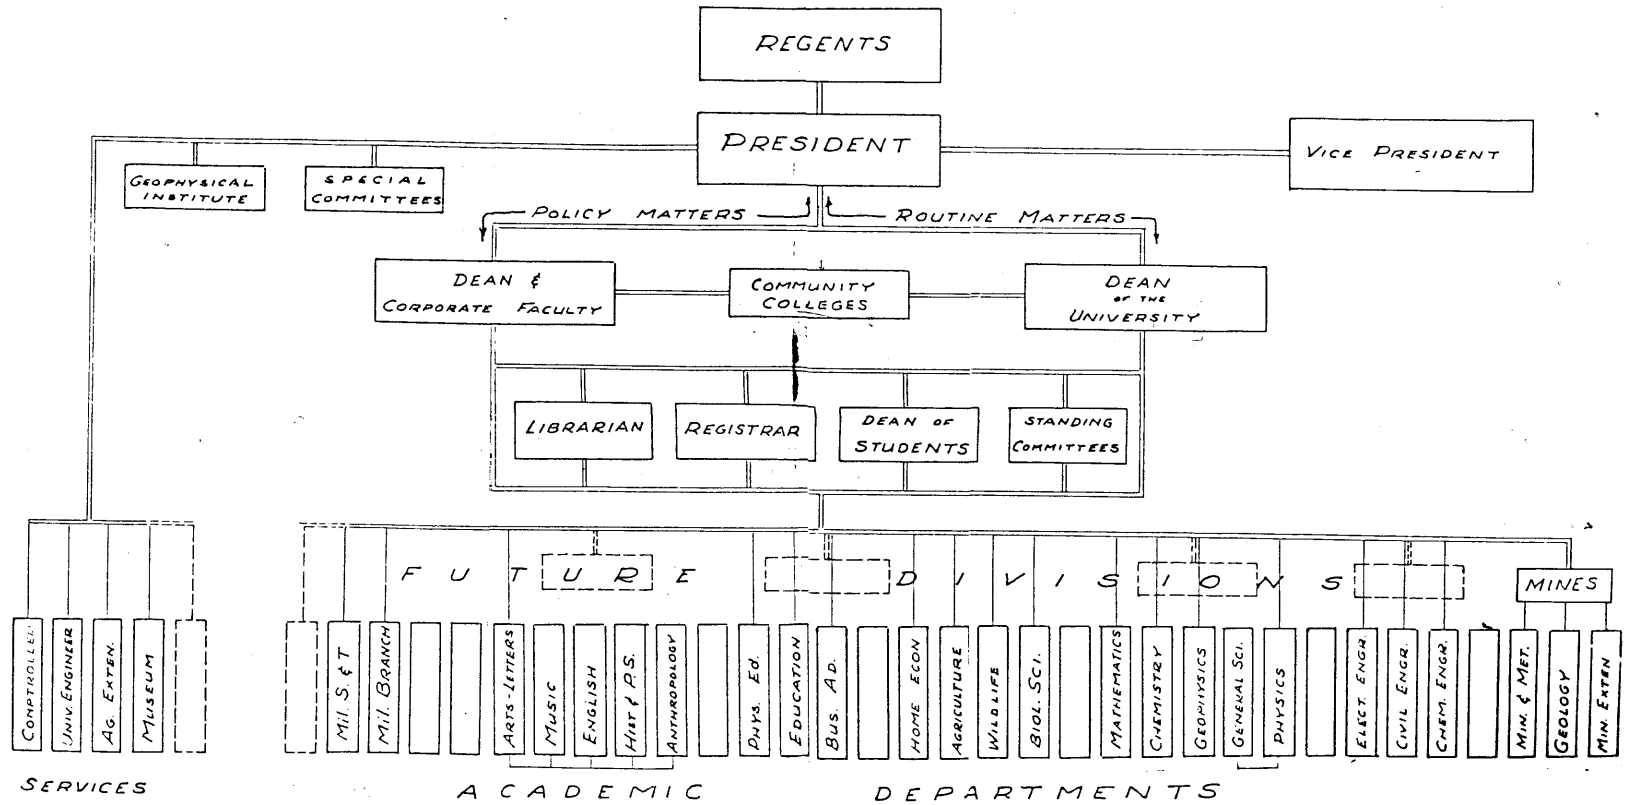 REGENTS
PRESIDENT
VICE PRESIDENT
GEOPHYSICAL
INSTITUTE
SPECIAL
COMMITTEES
POLICY MATTERS
ROUTINE MATTERS
DEAN &
CORPORATE FACULTY
COMMUNITY
COLLEGES
DEAN
OF THE
UNIVERSITY
LIBRARIAN
REGISTRAR
DEAN OF
STUDENTS
STANDING
COMMITTEES
FUTURE DIVISIONS
MINES
COMPTROLLER
UNIV. ENGINER
AG. EXTEN.
MUSEUM
MIL. S. & T
MIL. BRANCH
ARTS-LETTERS
MUSIC
ENGLISH
HIST & P.S.
ANTHROPOLOGY
PHYS. ED.
EDUCATION
BUS. AD.
HOME ECON
AGRICULTURE
WILDLIFE
BIOL. SCI.
MATHEMATICS
CHEMISTRY
GEOPHYSICS
GENERAL SCI.
PHYSICS
ELECT. ENGR.
CIVIL ENGR.
CHEM. ENGR.
MIN. & MET.
GEOLOGY
MIN. EXTEN
SERVICES
ACADEMIC DEPARTMENTS